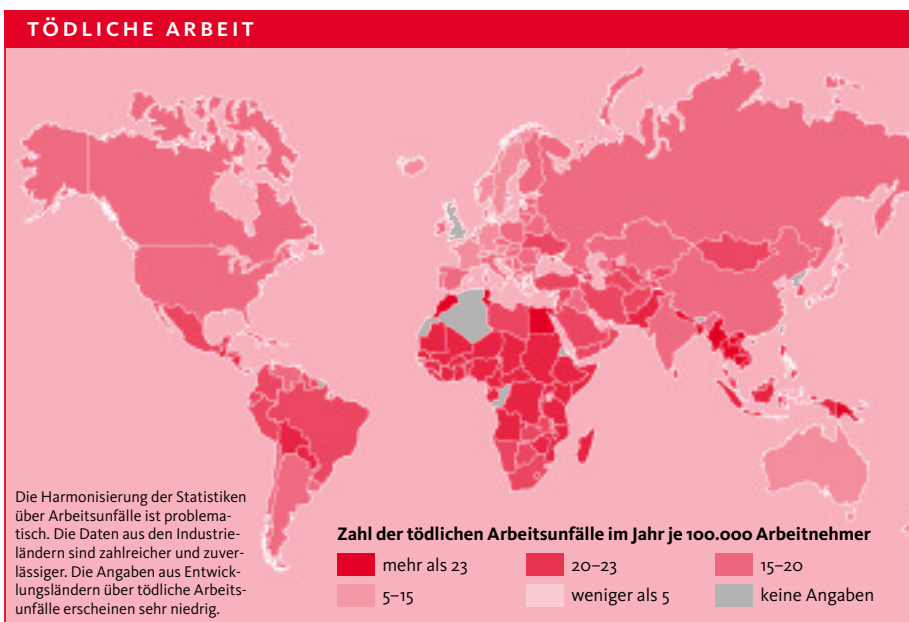 TÖDLICHE ARBEIT
Die Harmonisierung der Statistiken
über Arbeitsunfälle ist problema-
tisch. Die Daten aus den Industrie-
ländern sind zahlreicher und zuver-
lässiger. Die Angaben aus Entwick-
lungsländern über tödliche Arbeits-
unfälle erscheinen sehr niedrig.
Zahl der tödlichen Arbeitsunfälle im Jahr je 100.000 Arbeitnehmer
mehr als 23
20–23
15–20
5–15
weniger als 5
keine Angaben